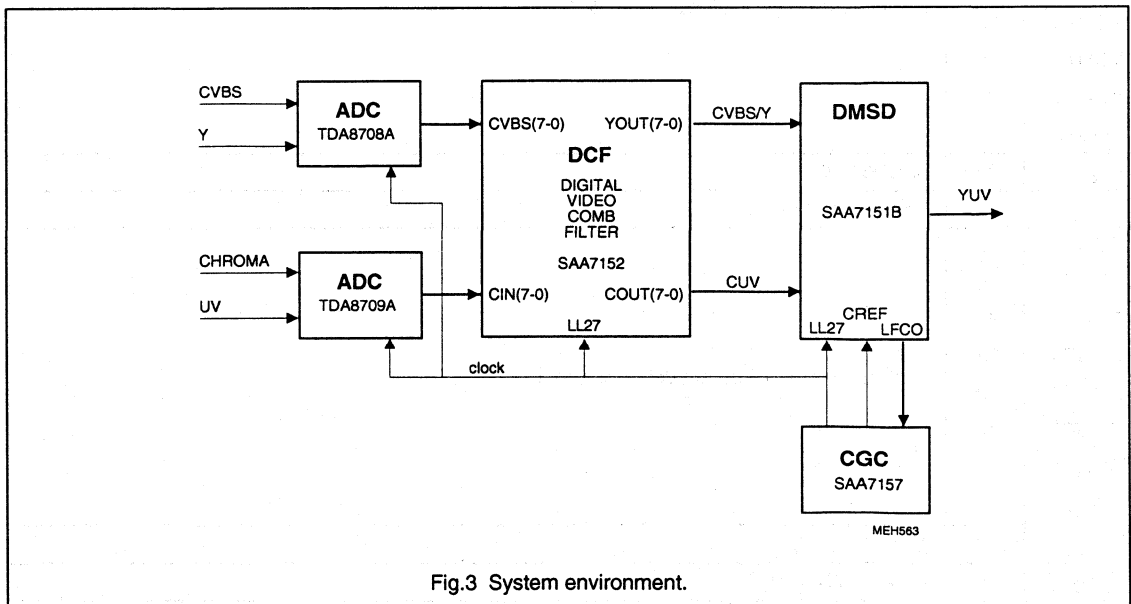 CVBS
Y
ADC
TDA8708A
CHROMA
UV
ADC
TDA8709A
CVBS(7-0)
YOUT(7-0)
DCF
DIGITAL
VIDEO
COMB
FILTER
SAA7152
CIN(7-0)
COUT(7-0)
LL27
clock
CVBS/Y
CUV
DMSD
SAA7151B
CREF
LL27
LFCO
YUV
CGC
SAA7157
MEH563
Fig.3 System environment.